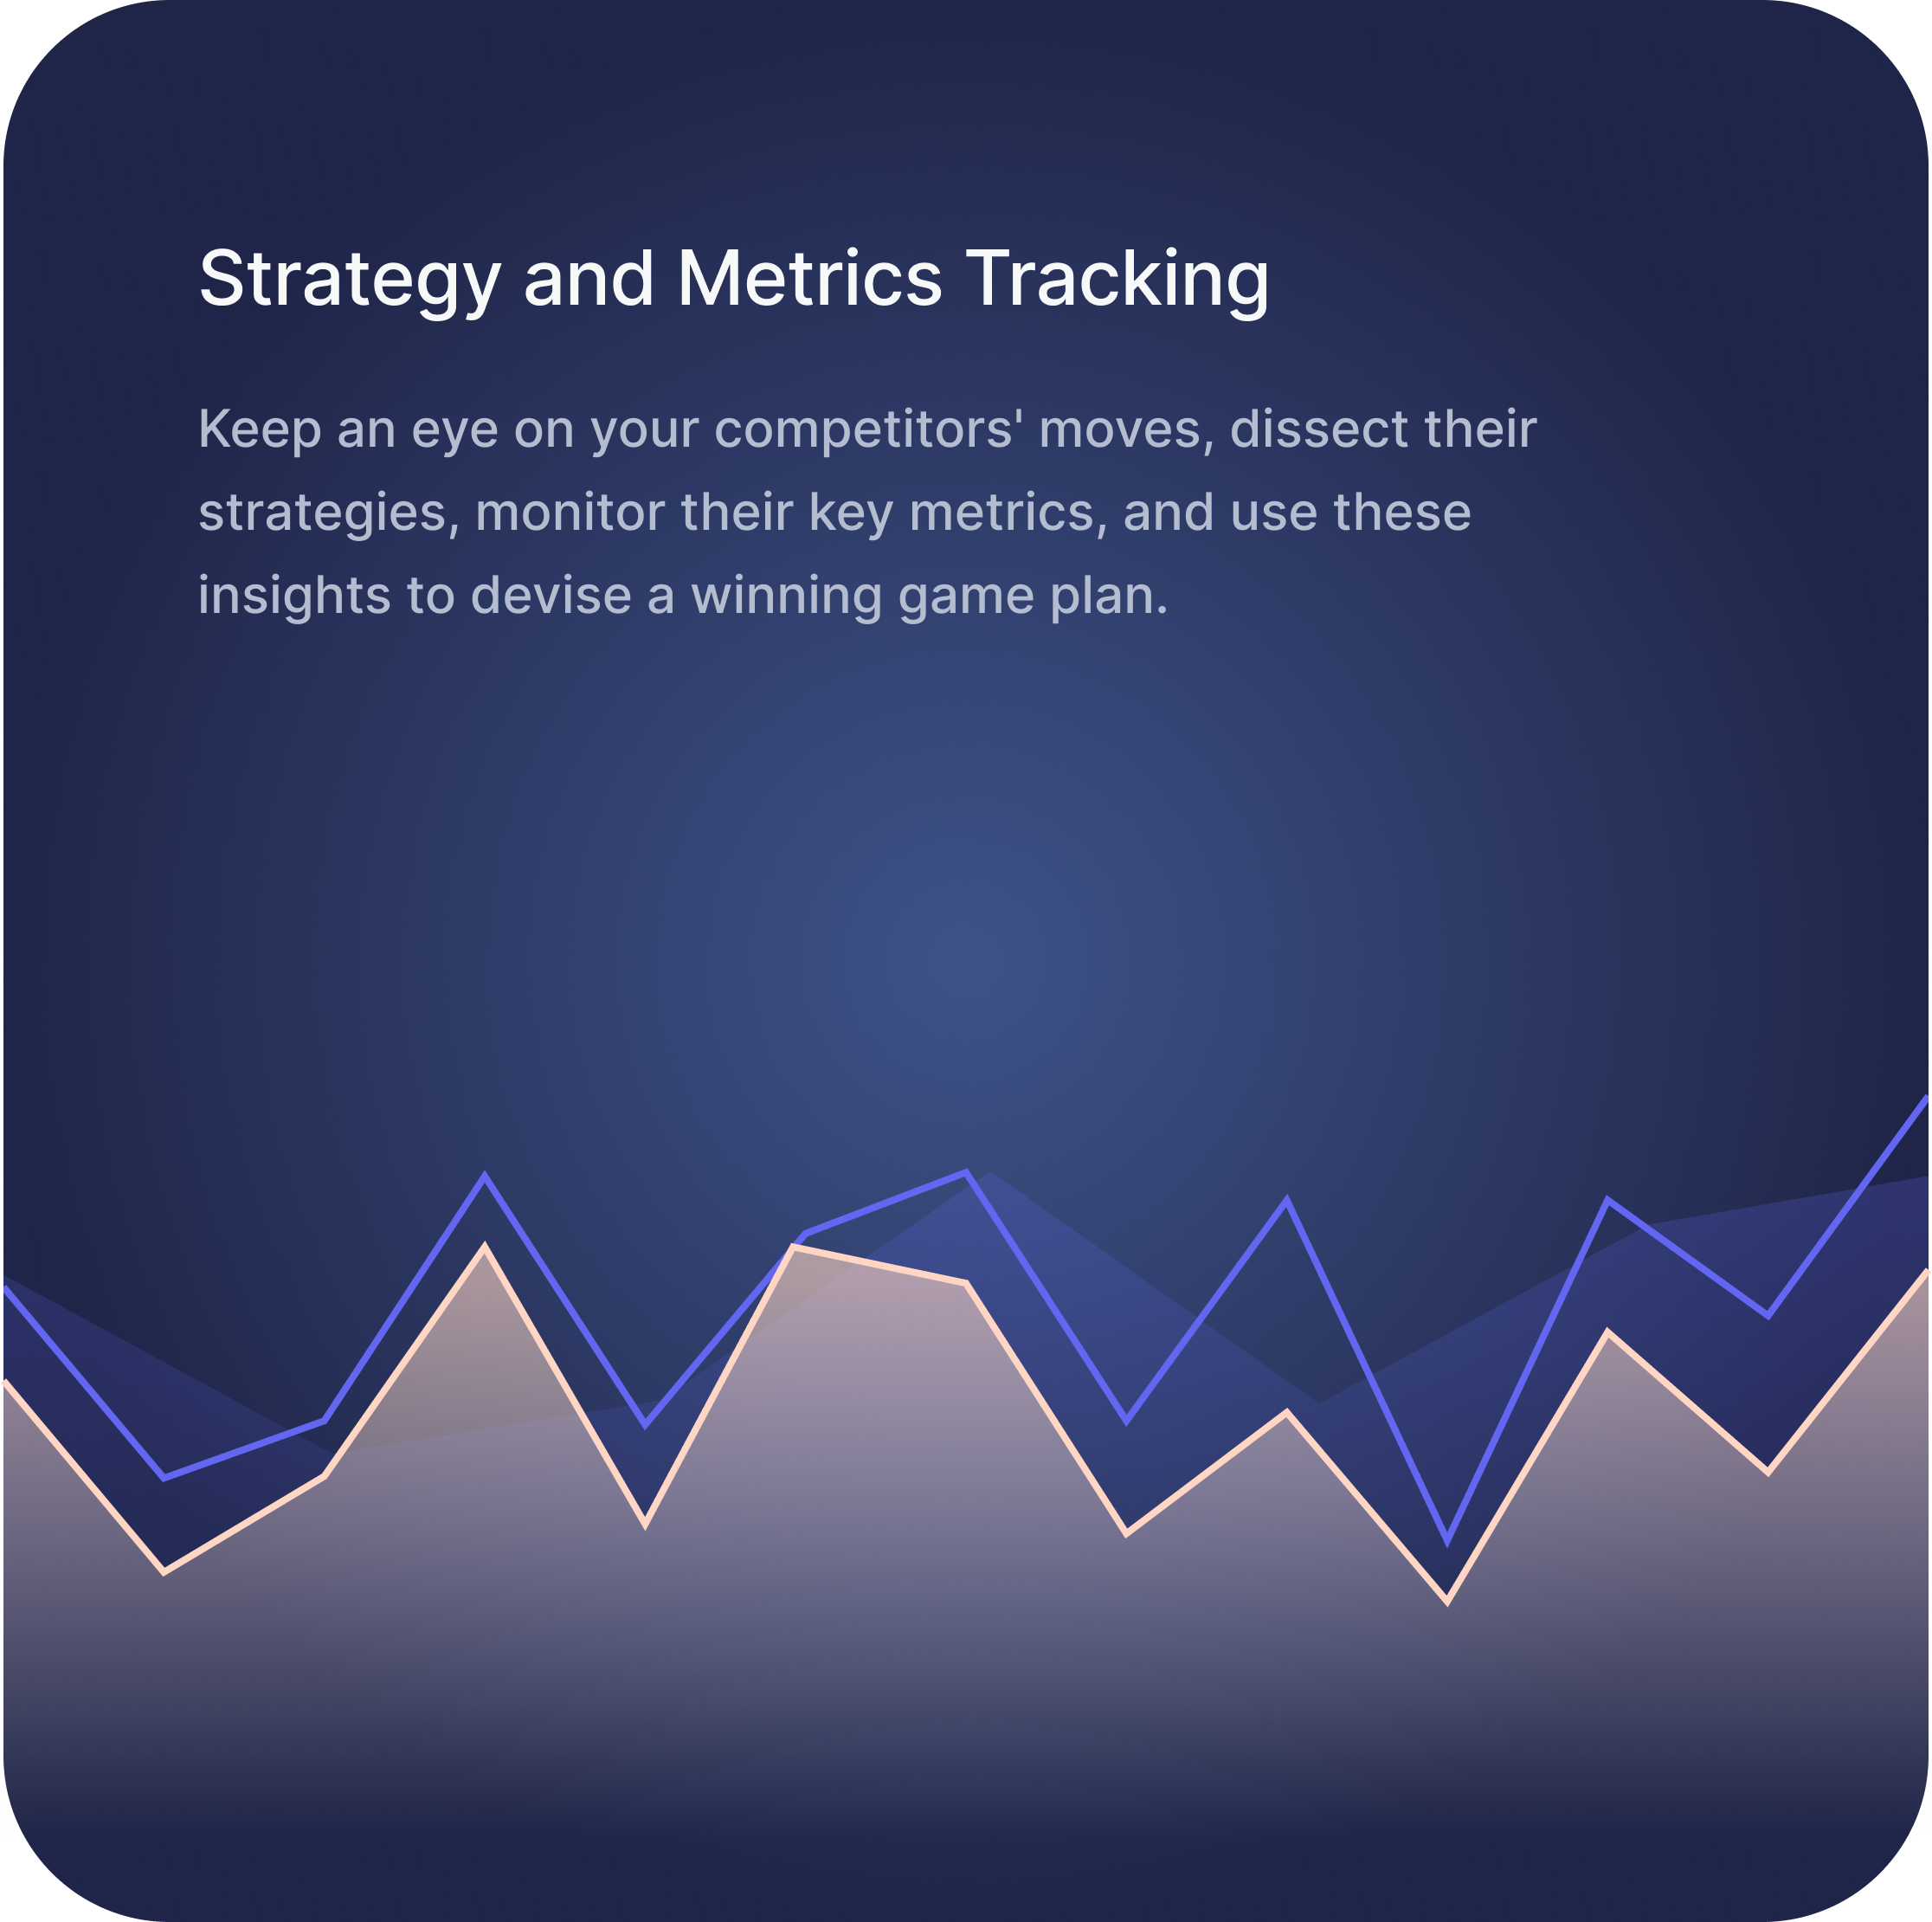 Strategy and Metrics Tracking
Keep an eye on your competitors' moves, dissect their
strategies, monitor their key metrics, and use these
insights to devise a winning game plan.